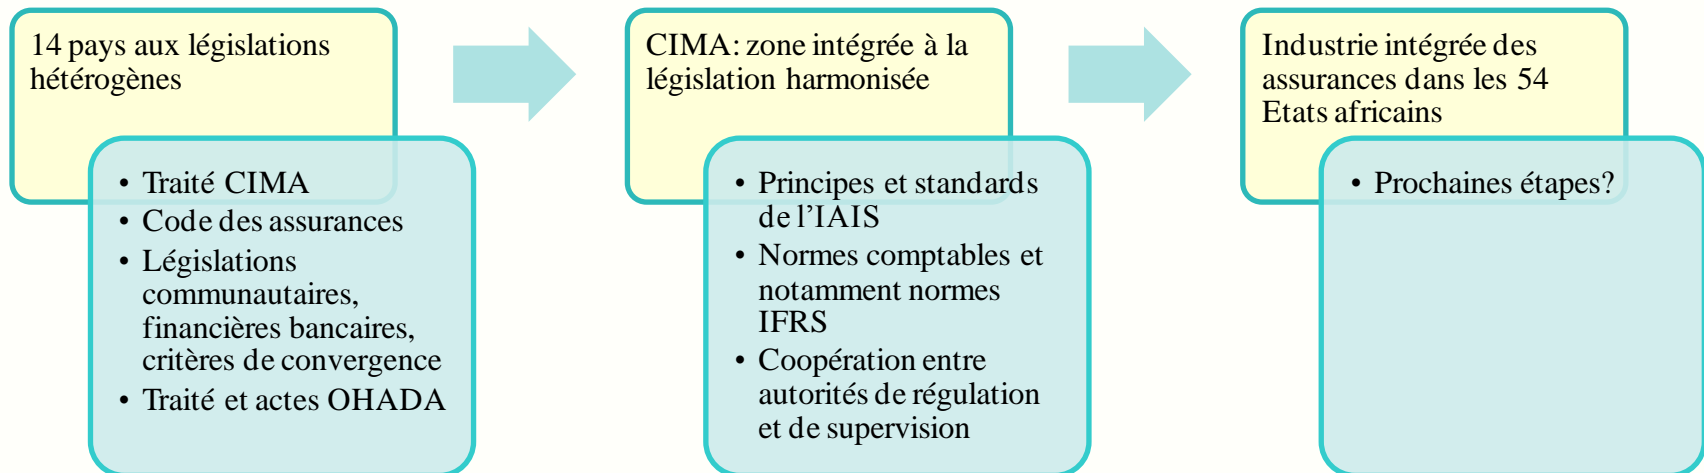 14 pays aux législations
hétérogènes
• Traité CIMA
• Code des assurances
• Législations
communautaires,
financières bancaires,
critères de convergence
• Traité et actes OHADA
CIMA: zone intégrée à la
législation harmonisée
• Principes et standards
de l’IAIS
• Normes comptables et
notamment normes
IFRS
• Coopération entre
autorités de régulation
et de supervision
Industrie intégrée des
assurances dans les 54
Etats africains
• Prochaines étapes?